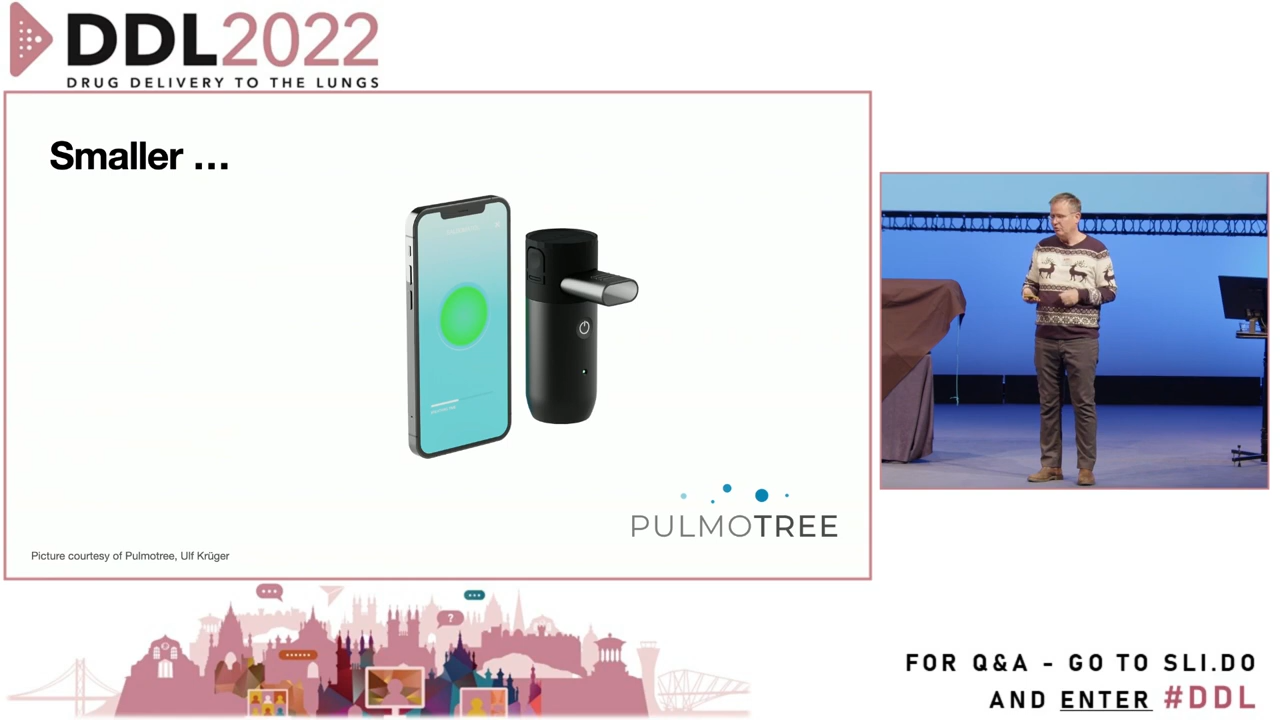 DDL2022
DRUG DELIVERY TO THE LUNGS
Smaller ...
PULMOTREE
Picture courtesy of Pulmotree, Ulf Krüger
?
FOR Q&A - GO TO SLI.DO
AND ENTER #DDL